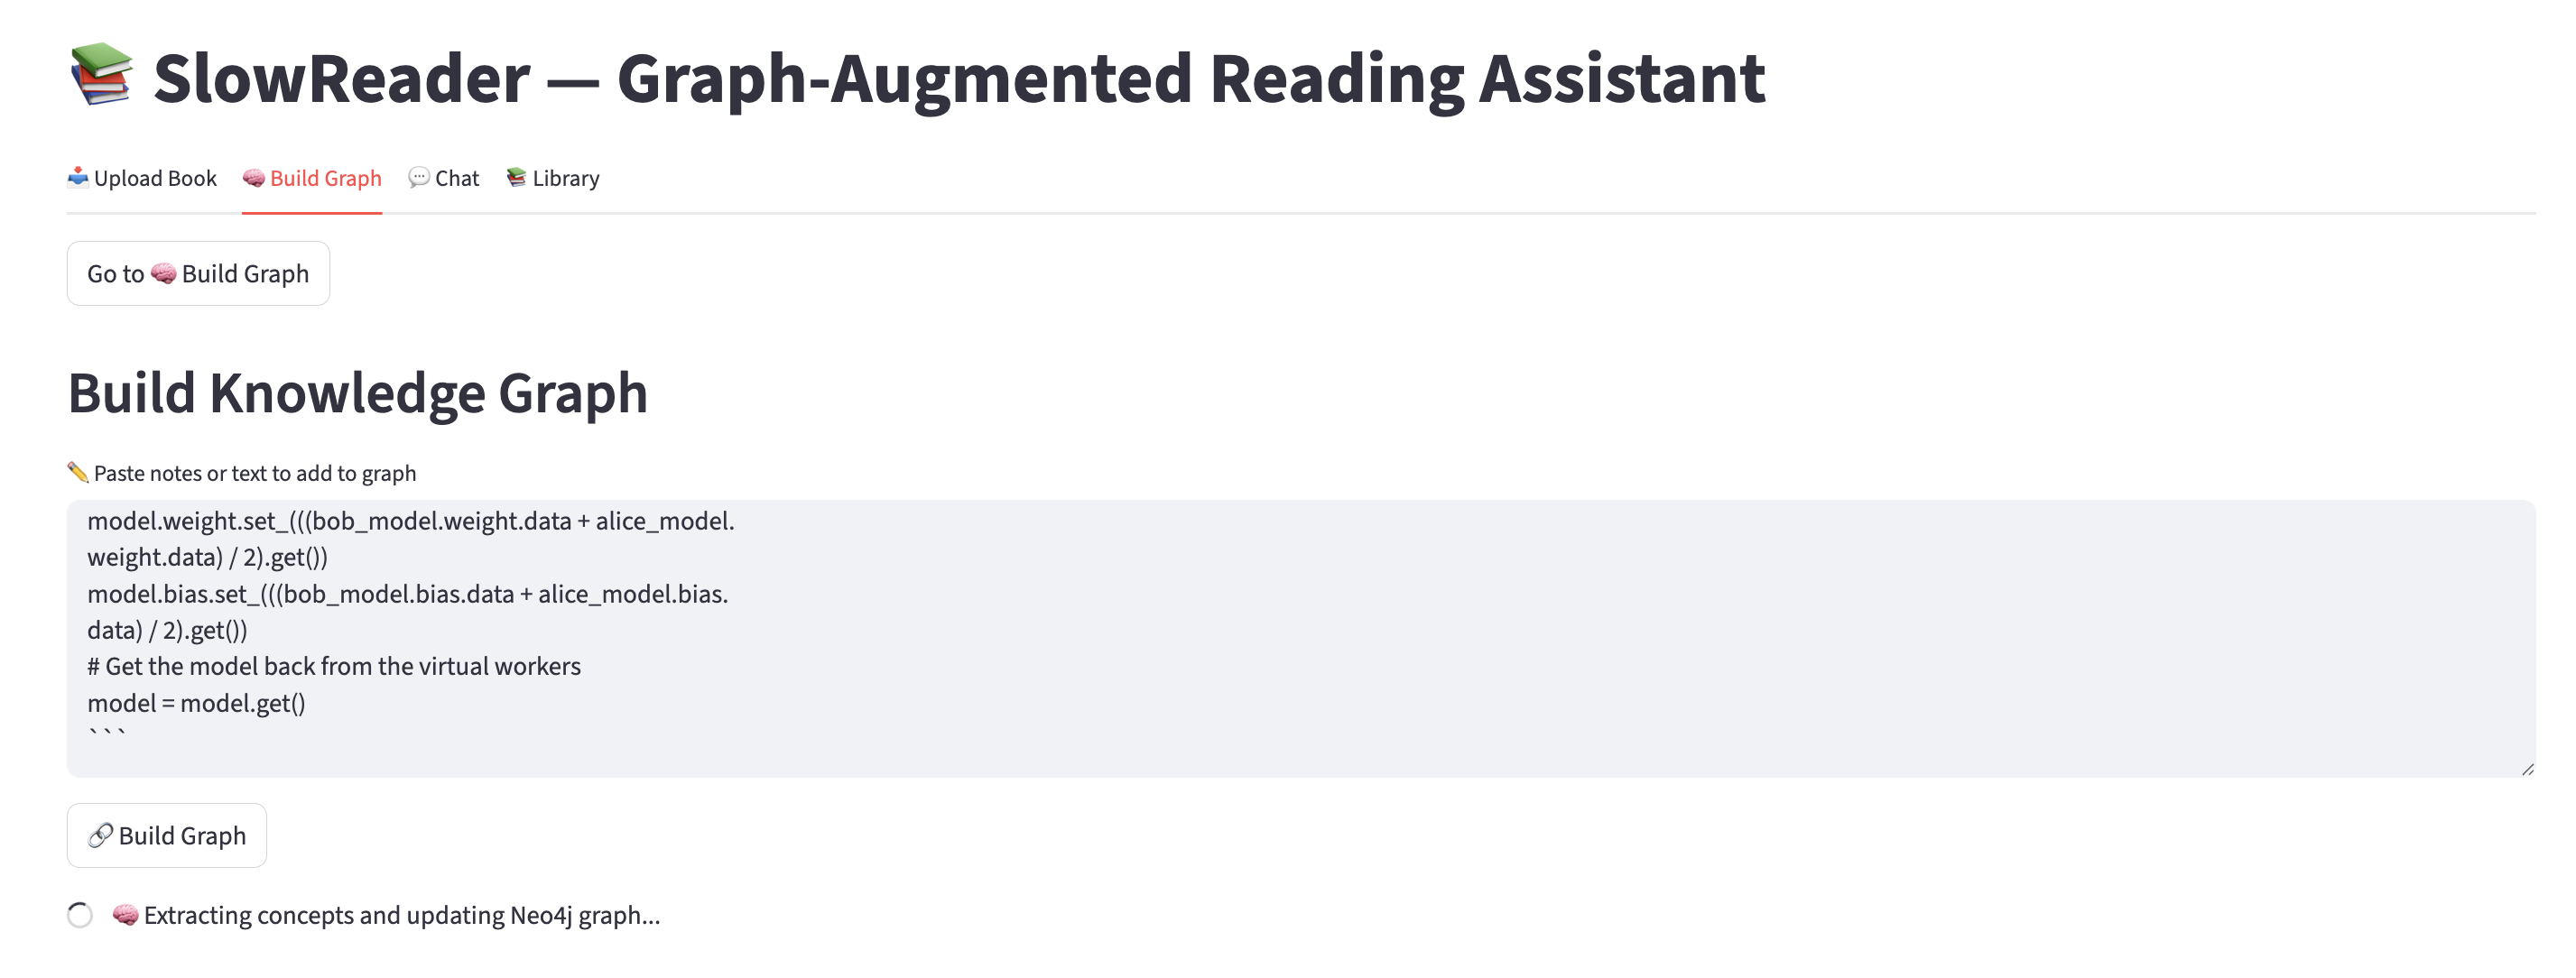 📚 SlowReader — Graph-Augmented Reading Assistant
📤 Upload Book 🧠 Build Graph 💬 Chat 📚 Library
Go to 🧠 Build Graph
Build Knowledge Graph
✏️ Paste notes or text to add to graph
model.weight.set_(((bob_model.weight.data + alice_model.
weight.data) / 2).get())
model.bias.set_(((bob_model.bias.data + alice_model.bias.
data) / 2).get())
# Get the model back from the virtual workers
model = model.get()
```
🔗 Build Graph
🧠 Extracting concepts and updating Neo4j graph...